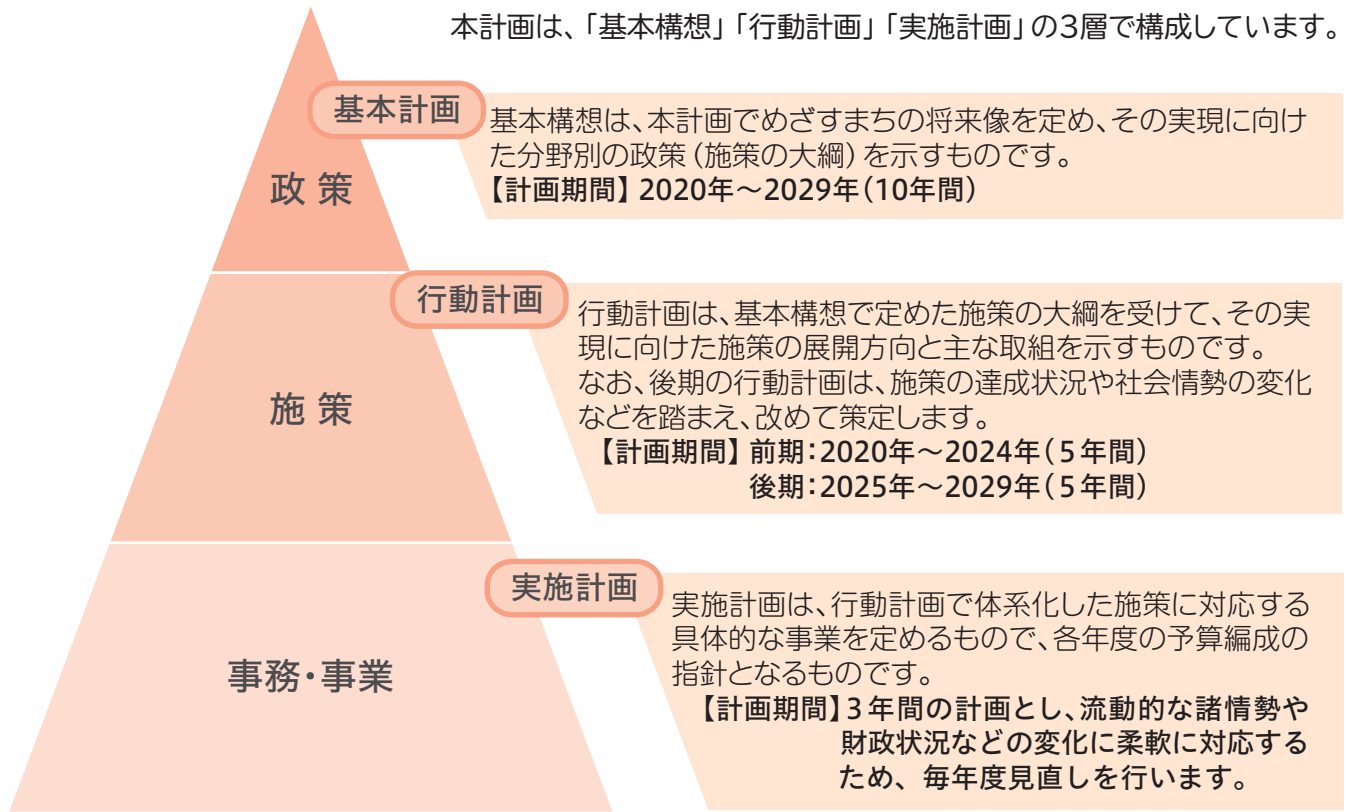 本計画は、「基本構想」「行動計画」「実施計画」の3層で構成しています。
基本計画
基本構想は、本計画でめざすまちの将来像を定め、その実現に向け
た分野別の政策（施策の大綱）を示すものです。
【計画期間】2020年～2029年（10年間）
政 策
行動計画
行動計画は、基本構想で定めた施策の大綱を受けて、その実
現に向けた施策の展開方向と主な取組を示すものです。
なお、後期の行動計画は、施策の達成状況や社会情勢の変化
などを踏まえ、改めて策定します。
【計画期間】前期：2020年～2024年（5年間）
後期：2025年～2029年（5年間）
施 策
実施計画
実施計画は、行動計画で体系化した施策に対応する
具体的な事業を定めるもので、各年度の予算編成の
指針となるものです。
【計画期間】3年間の計画とし、流動的な諸情勢や
財政状況などの変化に柔軟に対応する
ため、毎年度見直しを行います。
事務・事業